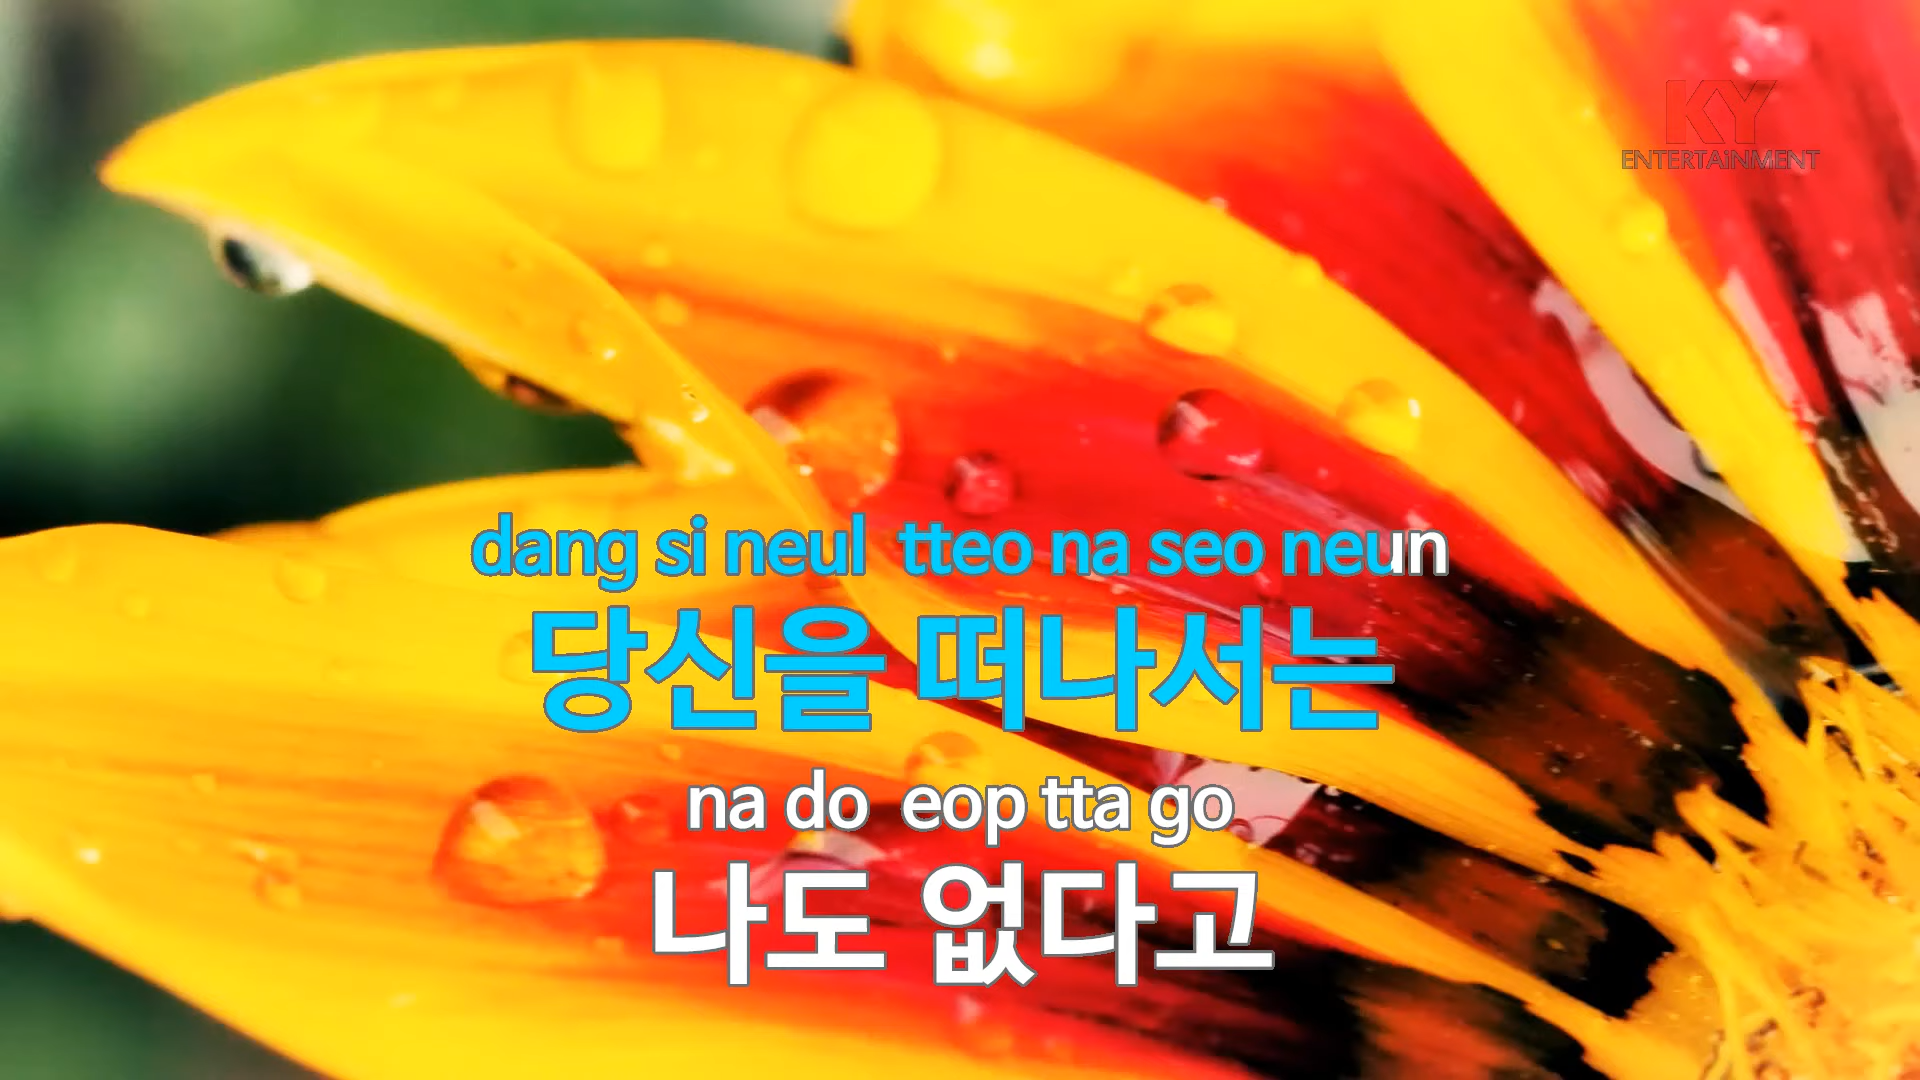 KY
ENTERTAiNMENT
dang si neul tteo na seo neun
당신을 떠나서는
na do eop tta go
나도 없다고